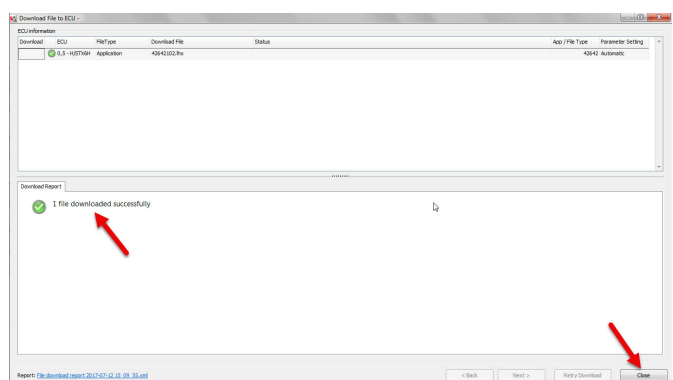 Download File to ECU -
ECU information
Download ECU FileType Download File Status App / File Type Parameter Setting
0,5 - H/STX6H Application 42642102.lhx 42642 Automatic
Download Report
1 file downloaded successfully
Report: File download report 2017-07-12 15_09_55.xml
< Back Next > Retry Download Close